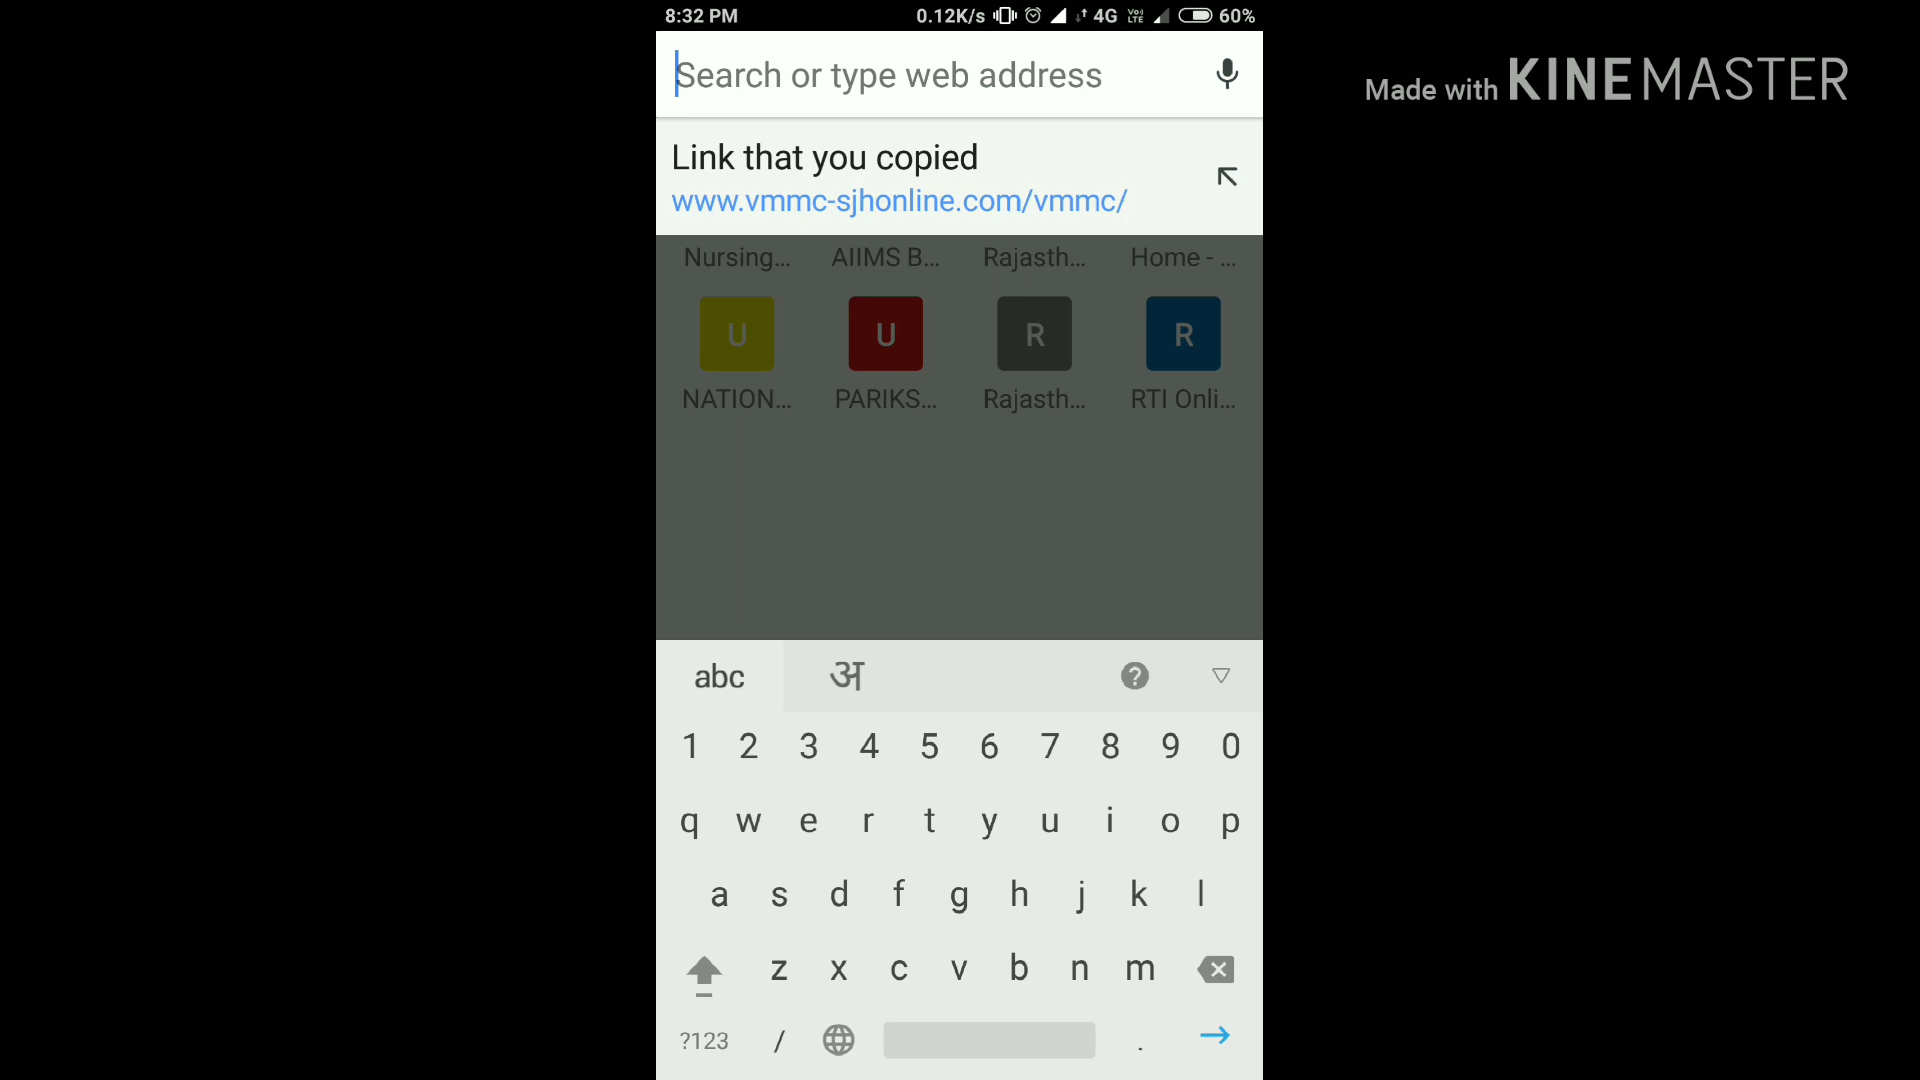 8:32 PM 0.12K/s 4G VoLTE 60%
Made with KINEMASTER
Search or type web address
Link that you copied
www.vmmc-sjhonline.com/vmmc/
Nursing... AIIMS B... Rajasth... Home - ...
U U R R
NATION... PARIKS... Rajasth... RTI Onli...
abc अ ?
1 2 3 4 5 6 7 8 9 0
q w e r t y u i o p
a s d f g h j k l
z x c v b n m
?123 / .